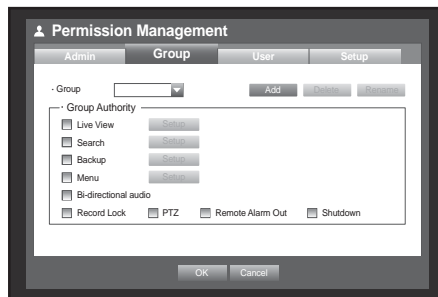 Permission Management
Admin Group User Setup
· Group Add Delete Rename
· Group Authority
Live View Setup
Search Setup
Backup Setup
Menu Setup
Bi-directional audio
Record Lock PTZ Remote Alarm Out Shutdown
OK Cancel